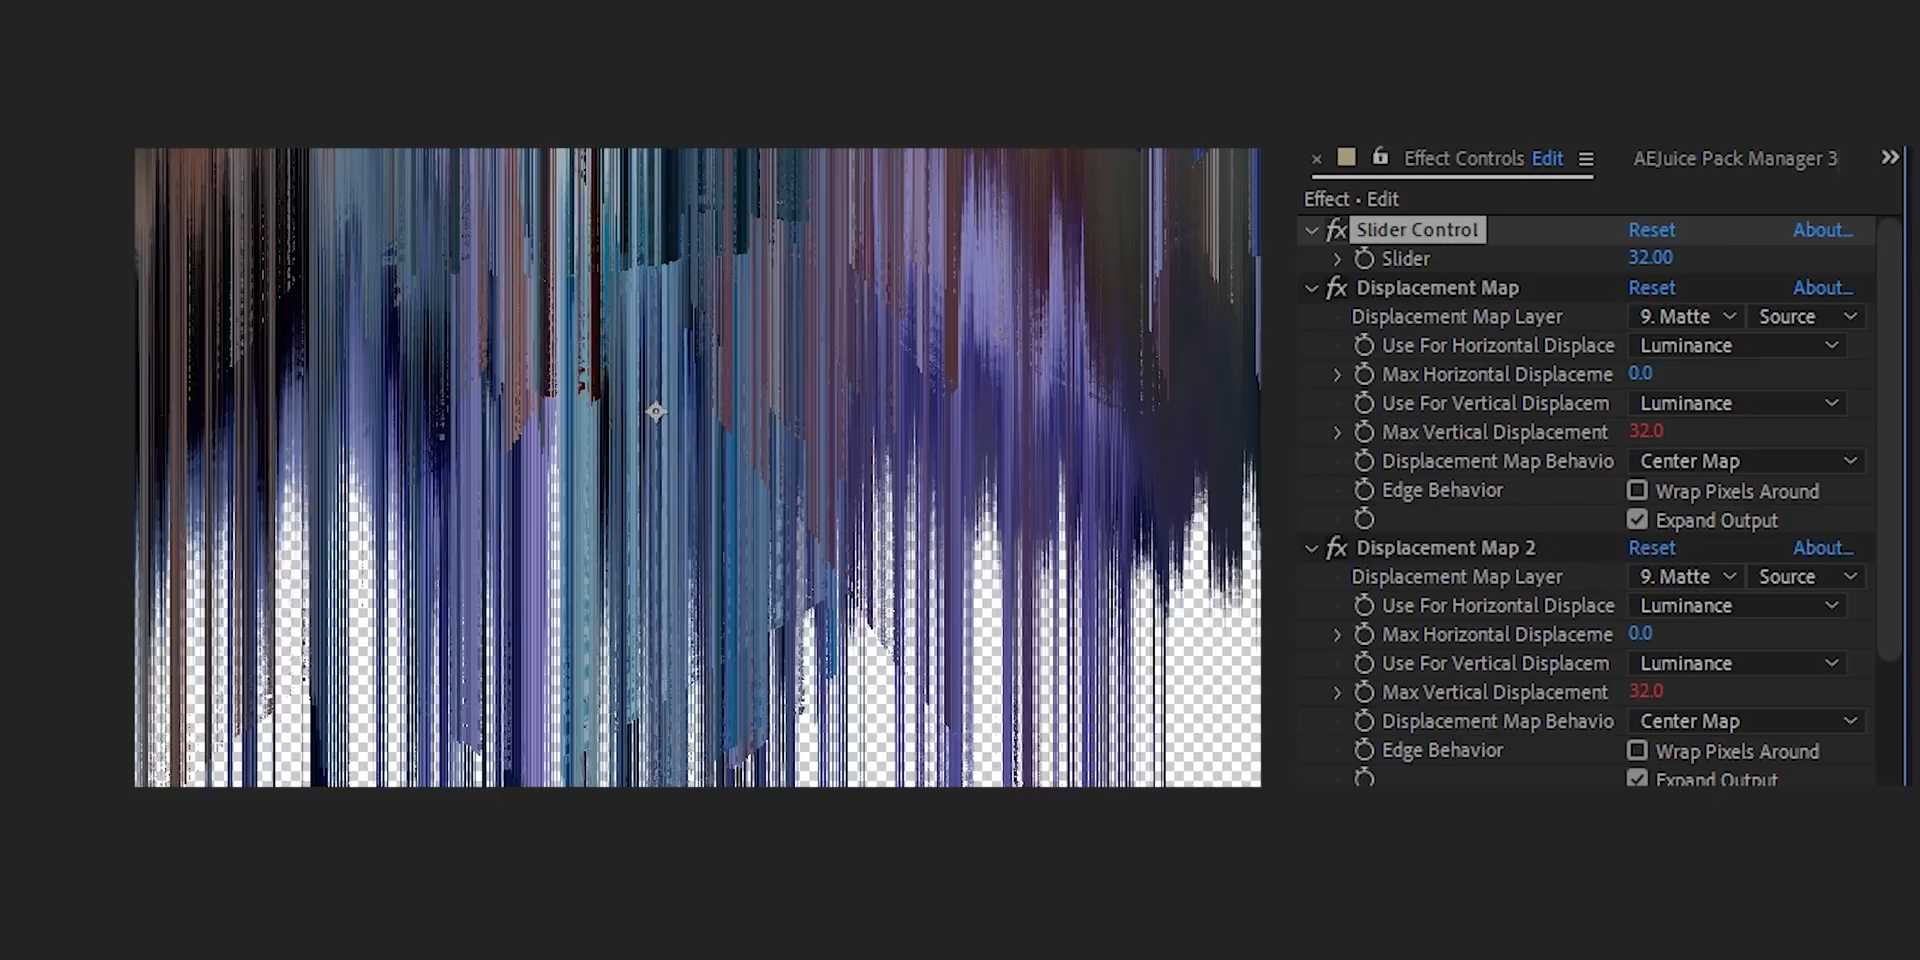 Effect Controls Edit AEJuice Pack Manager 3
Effect • Edit
fx Slider Control Reset About...
Slider 32.00
fx Displacement Map Reset About...
Displacement Map Layer 9. Matte Source
Use For Horizontal Displace Luminance
Max Horizontal Displaceme 0.0
Use For Vertical Displacem Luminance
Max Vertical Displacement 32.0
Displacement Map Behavio Center Map
Edge Behavior Wrap Pixels Around
Expand Output
fx Displacement Map 2 Reset About...
Displacement Map Layer 9. Matte Source
Use For Horizontal Displace Luminance
Max Horizontal Displaceme 0.0
Use For Vertical Displacem Luminance
Max Vertical Displacement 32.0
Displacement Map Behavio Center Map
Edge Behavior Wrap Pixels Around
Expand Output